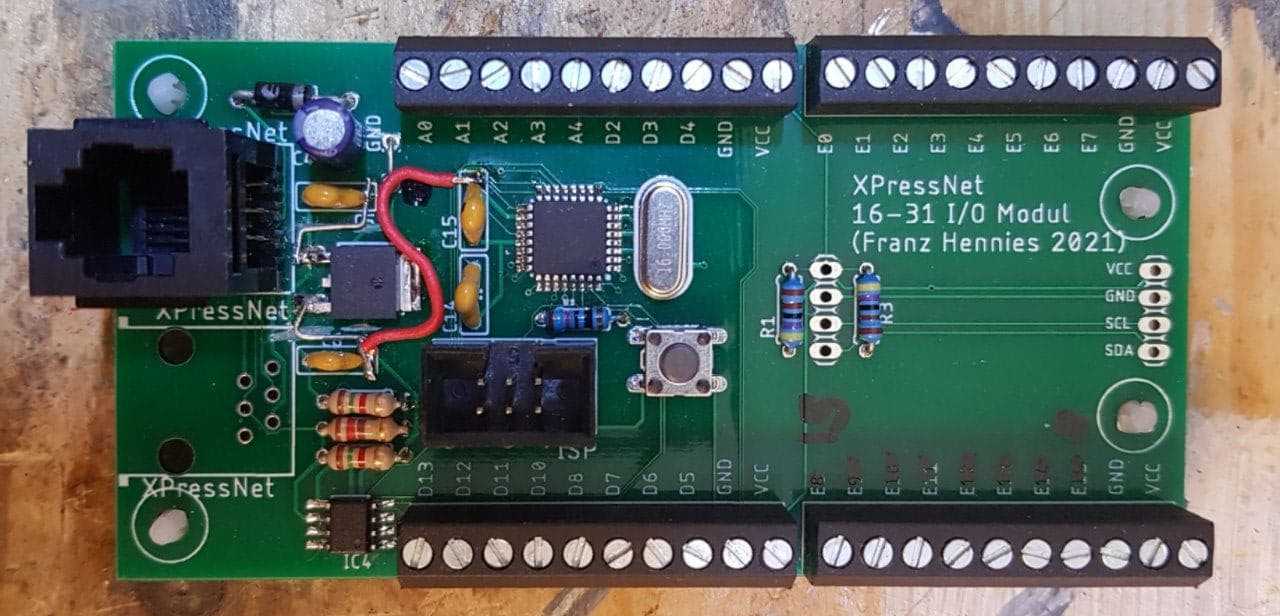 GND
A0
A1
A2
A3
A4
D2
D3
D4
GND
VCC
E0
E1
E2
E3
E4
E5
E6
E7
GND
VCC
XPressNet
16-31 I/O Modul
(Franz Hennies 2021)
C15
16.000MHZ
VCC
GND
SCL
SDA
R1
R3
XPressNet
XPressNet
IC4
D13
D12
D11
D10
D8
D7
D6
D5
GND
VCC
E8
GND
VCC